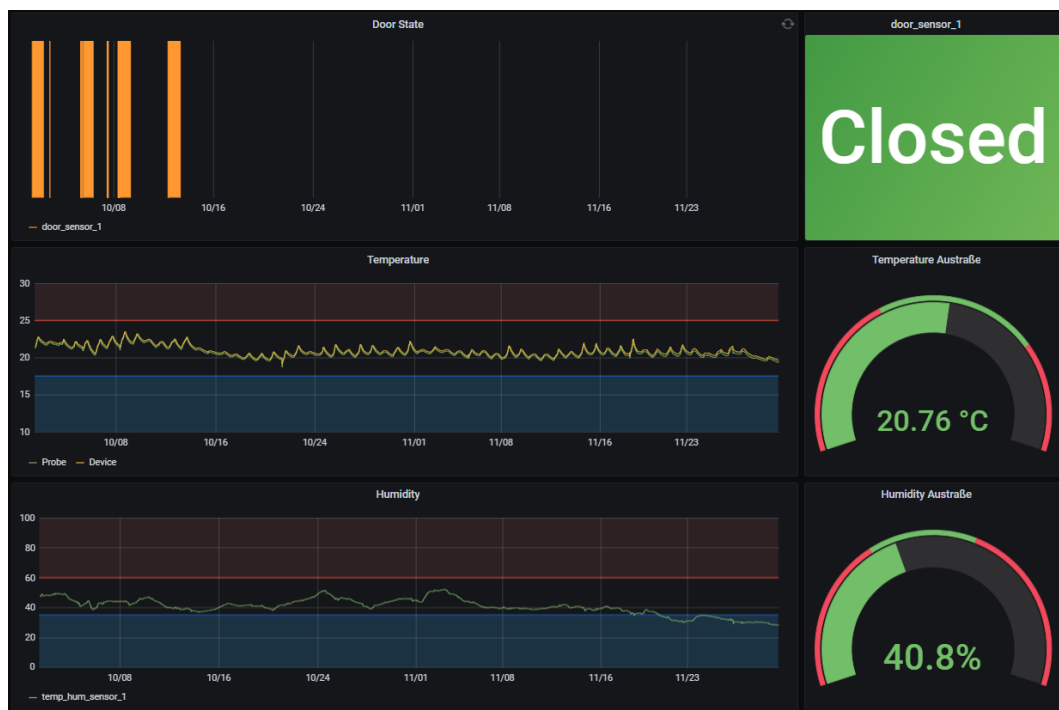 Door State
10/08 10/16 10/24 11/01 11/08 11/16 11/23
door_sensor_1
door_sensor_1
Closed
Temperature
30
25
20
15
10
10/08 10/16 10/24 11/01 11/08 11/16 11/23
Probe Device
Temperature Austraße
20.76 °C
Humidity
100
80
60
40
20
0
10/08 10/16 10/24 11/01 11/08 11/16 11/23
temp_hum_sensor_1
Humidity Austraße
40.8%